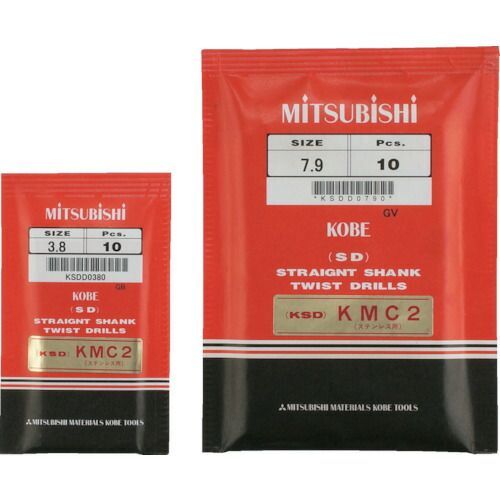 MITSUBISHI
SIZE Pcs.
3.8 10
KSDD0380
GB
KOBE
(SD)
STRAIGNT SHANK
TWIST DRILLS
(KSD) KMC2
(ステンレス用)
MITSUBISHI MATERIALS KOBE TOOLS
MITSUBISHI
SIZE Pcs.
7.9 10
*KSDD0790*
GV
KOBE
(SD)
STRAIGNT SHANK
TWIST DRILLS
(KSD) KMC2
(ステンレス用)
MITSUBISHI MATERIALS KOBE TOOLS